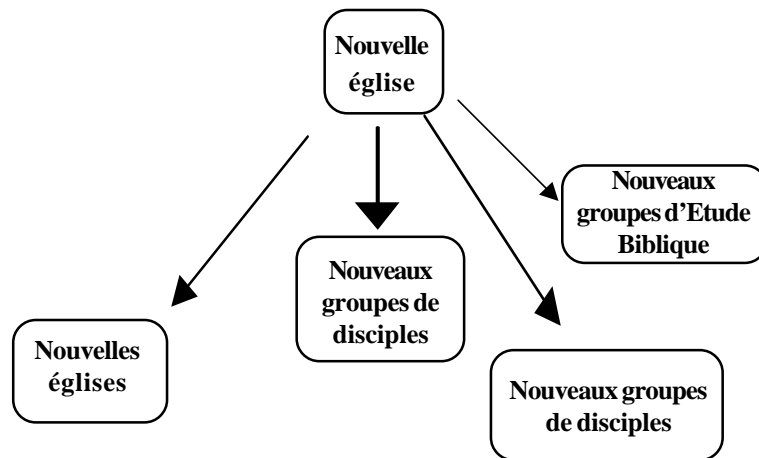 Nouvelle
église
Nouveaux
groupes d’Etude
Biblique
Nouveaux
groupes de
disciples
Nouvelles
églises
Nouveaux groupes
de disciples